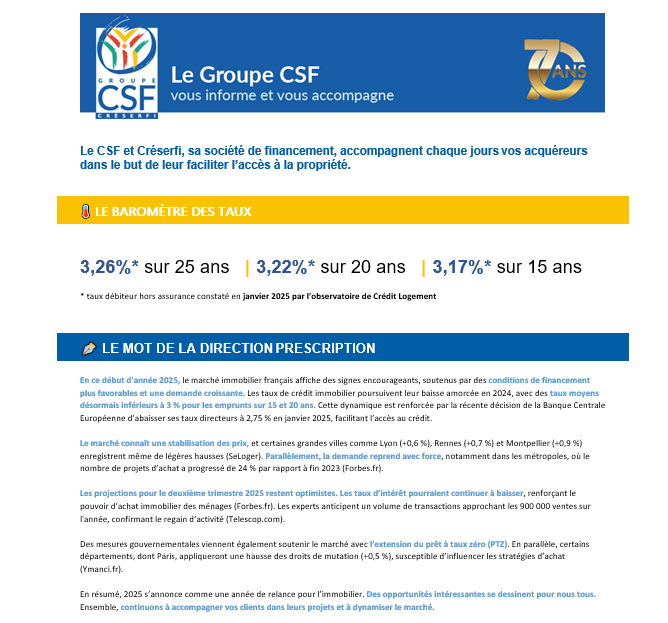 GROUPE
CSF
CRÉSERFI
Le Groupe CSF
vous informe et vous accompagne
70 ANS
Le CSF et Créserfi, sa société de financement, accompagnent chaque jours vos acquéreurs
dans le but de leur faciliter l'accès à la propriété.
LE BAROMÈTRE DES TAUX
3,26%* sur 25 ans | 3,22%* sur 20 ans | 3,17%* sur 15 ans
* taux débiteur hors assurance constaté en janvier 2025 par l'observatoire de Crédit Logement
LE MOT DE LA DIRECTION PRESCRIPTION
En ce début d'année 2025, le marché immobilier français affiche des signes encourageants, soutenus par des conditions de financement
plus favorables et une demande croissante. Les taux de crédit immobilier poursuivent leur baisse amorcée en 2024, avec des taux moyens
désormais inférieurs à 3 % pour les emprunts sur 15 et 20 ans. Cette dynamique est renforcée par la récente décision de la Banque Centrale
Européenne d'abaisser ses taux directeurs à 2,75 % en janvier 2025, facilitant l'accès au crédit.
Le marché connaît une stabilisation des prix, et certaines grandes villes comme Lyon (+0,6 %), Rennes (+0,7 %) et Montpellier (+0,9 %)
enregistrent même de légères hausses (SeLoger). Parallèlement, la demande reprend avec force, notamment dans les métropoles, où le
nombre de projets d'achat a progressé de 24 % par rapport à fin 2023 (Forbes.fr).
Les projections pour le deuxième trimestre 2025 restent optimistes. Les taux d'intérêt pourraient continuer à baisser, renforçant le
pouvoir d'achat immobilier des ménages (Forbes.fr). Les experts anticipent un volume de transactions approchant les 900 000 ventes sur
l'année, confirmant le regain d'activité (Telescop.com).
Des mesures gouvernementales viennent également soutenir le marché avec l'extension du prêt à taux zéro (PTZ). En parallèle, certains
départements, dont Paris, appliqueront une hausse des droits de mutation (+0,5 %), susceptible d'influencer les stratégies d'achat
(Ymanci.fr).
En résumé, 2025 s'annonce comme une année de relance pour l'immobilier. Des opportunités intéressantes se dessinent pour nous tous.
Ensemble, continuons à accompagner vos clients dans leurs projets et à dynamiser le marché.